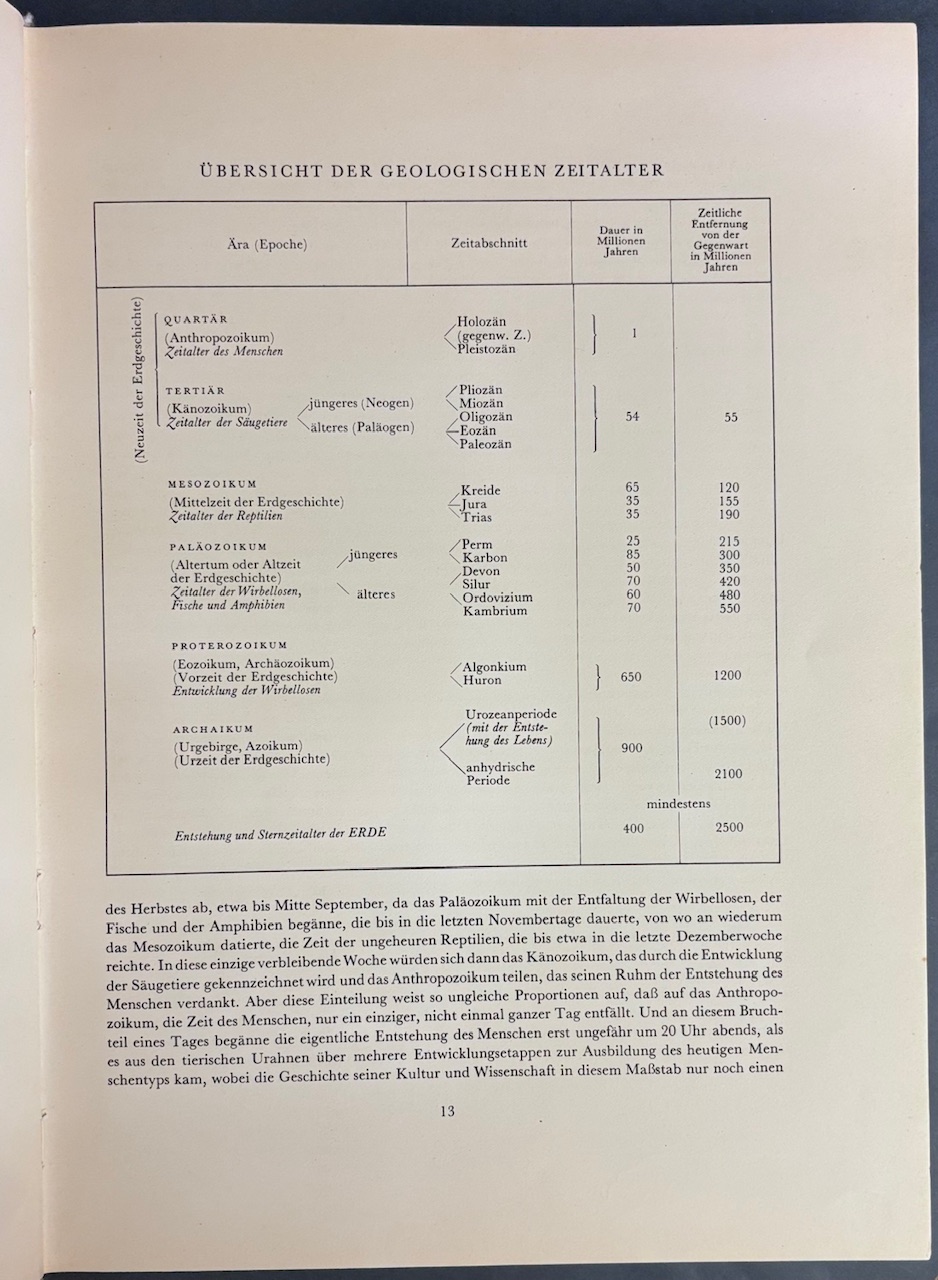 ÜBERSICHT DER GEOLOGISCHEN ZEITALTER
Ära (Epoche)
Zeitabschnitt
Dauer in
Millionen
Jahren
Zeitliche
Entfernung
von der
Gegenwart
in Millionen
Jahren
(Neuzeit der Erdgeschichte)
QUARTÄR
(Anthropozoikum)
Zeitalter des Menschen
Holozän
(gegenw. Z.)
Pleistozän
1
TERTIÄR
(Känozoikum)
Zeitalter der Säugetiere
jüngeres (Neogen)
älteres (Paläogen)
Pliozän
Miozän
Oligozän
Eozän
Paleozän
54
55
MESOZOIKUM
(Mittelzeit der Erdgeschichte)
Zeitalter der Reptilien
Kreide 65 120
Jura 35 155
Trias 35 190
PALÄOZOIKUM
(Altertum oder Altzeit
der Erdgeschichte)
Zeitalter der Wirbellosen,
Fische und Amphibien
jüngeres
älteres
Perm 25 215
Karbon 85 300
Devon 50 350
Silur 70 420
Ordovizium 60 480
Kambrium 70 550
PROTEROZOIKUM
(Eozoikum, Archäozoikum)
(Vorzeit der Erdgeschichte)
Entwicklung der Wirbellosen
Algonkium
Huron
650
1200
ARCHAIKUM
(Urgebirge, Azoikum)
(Urzeit der Erdgeschichte)
Urozeanperiode
(mit der Entste-
hung des Lebens)
anhydrische
Periode
900
(1500)
2100
mindestens
Entstehung und Sternzeitalter der ERDE 400 2500
des Herbstes ab, etwa bis Mitte September, da das Paläozoikum mit der Entfaltung der Wirbellosen, der
Fische und der Amphibien begänne, die bis in die letzten Novembertage dauerte, von wo an wiederum
das Mesozoikum datierte, die Zeit der ungeheuren Reptilien, die bis etwa in die letzte Dezemberwoche
reichte. In diese einzige verbleibende Woche würden sich dann das Känozoikum, das durch die Entwicklung
der Säugetiere gekennzeichnet wird und das Anthropozoikum teilen, das seinen Ruhm der Entstehung des
Menschen verdankt. Aber diese Einteilung weist so ungleiche Proportionen auf, daß auf das Anthropo-
zoikum, die Zeit des Menschen, nur ein einziger, nicht einmal ganzer Tag entfällt. Und an diesem Bruch-
teil eines Tages begänne die eigentliche Entstehung des Menschen erst ungefähr um 20 Uhr abends, als
es aus den tierischen Urahnen über mehrere Entwicklungsetappen zur Ausbildung des heutigen Men-
schentyps kam, wobei die Geschichte seiner Kultur und Wissenschaft in diesem Maßstab nur noch einen
13